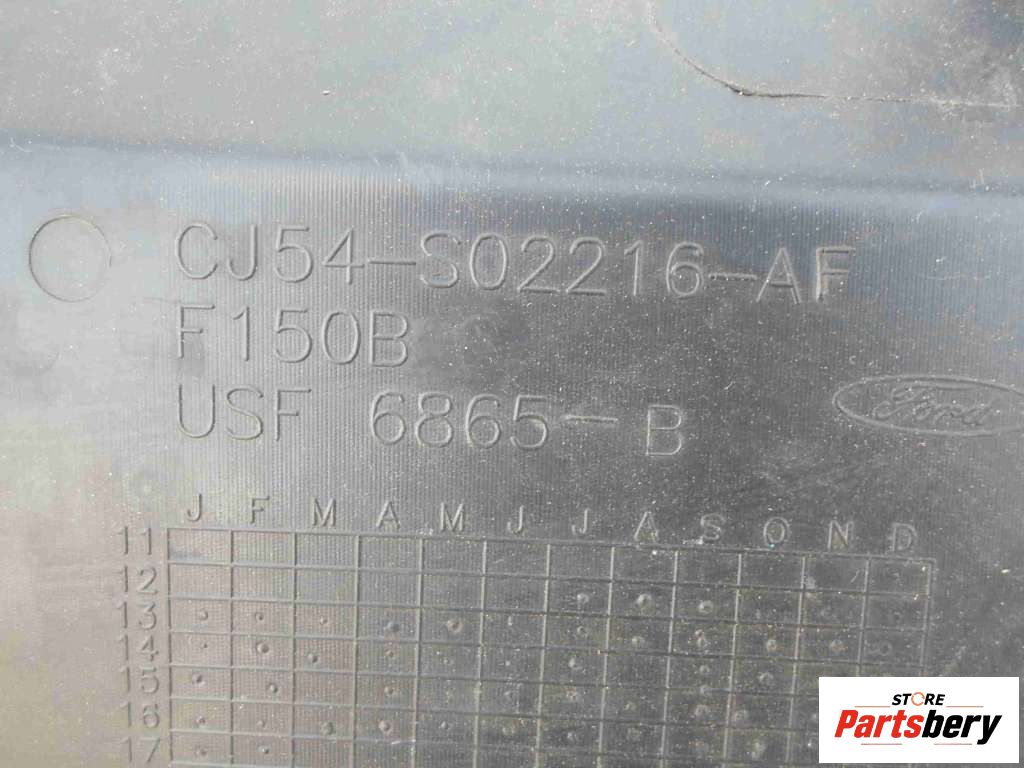 CJ54-S02216-AF
F150B
USF 6865-B
Ford
J F M A M J J A S O N D
11
12
13
14
15
16
17
STORE
Partsbery